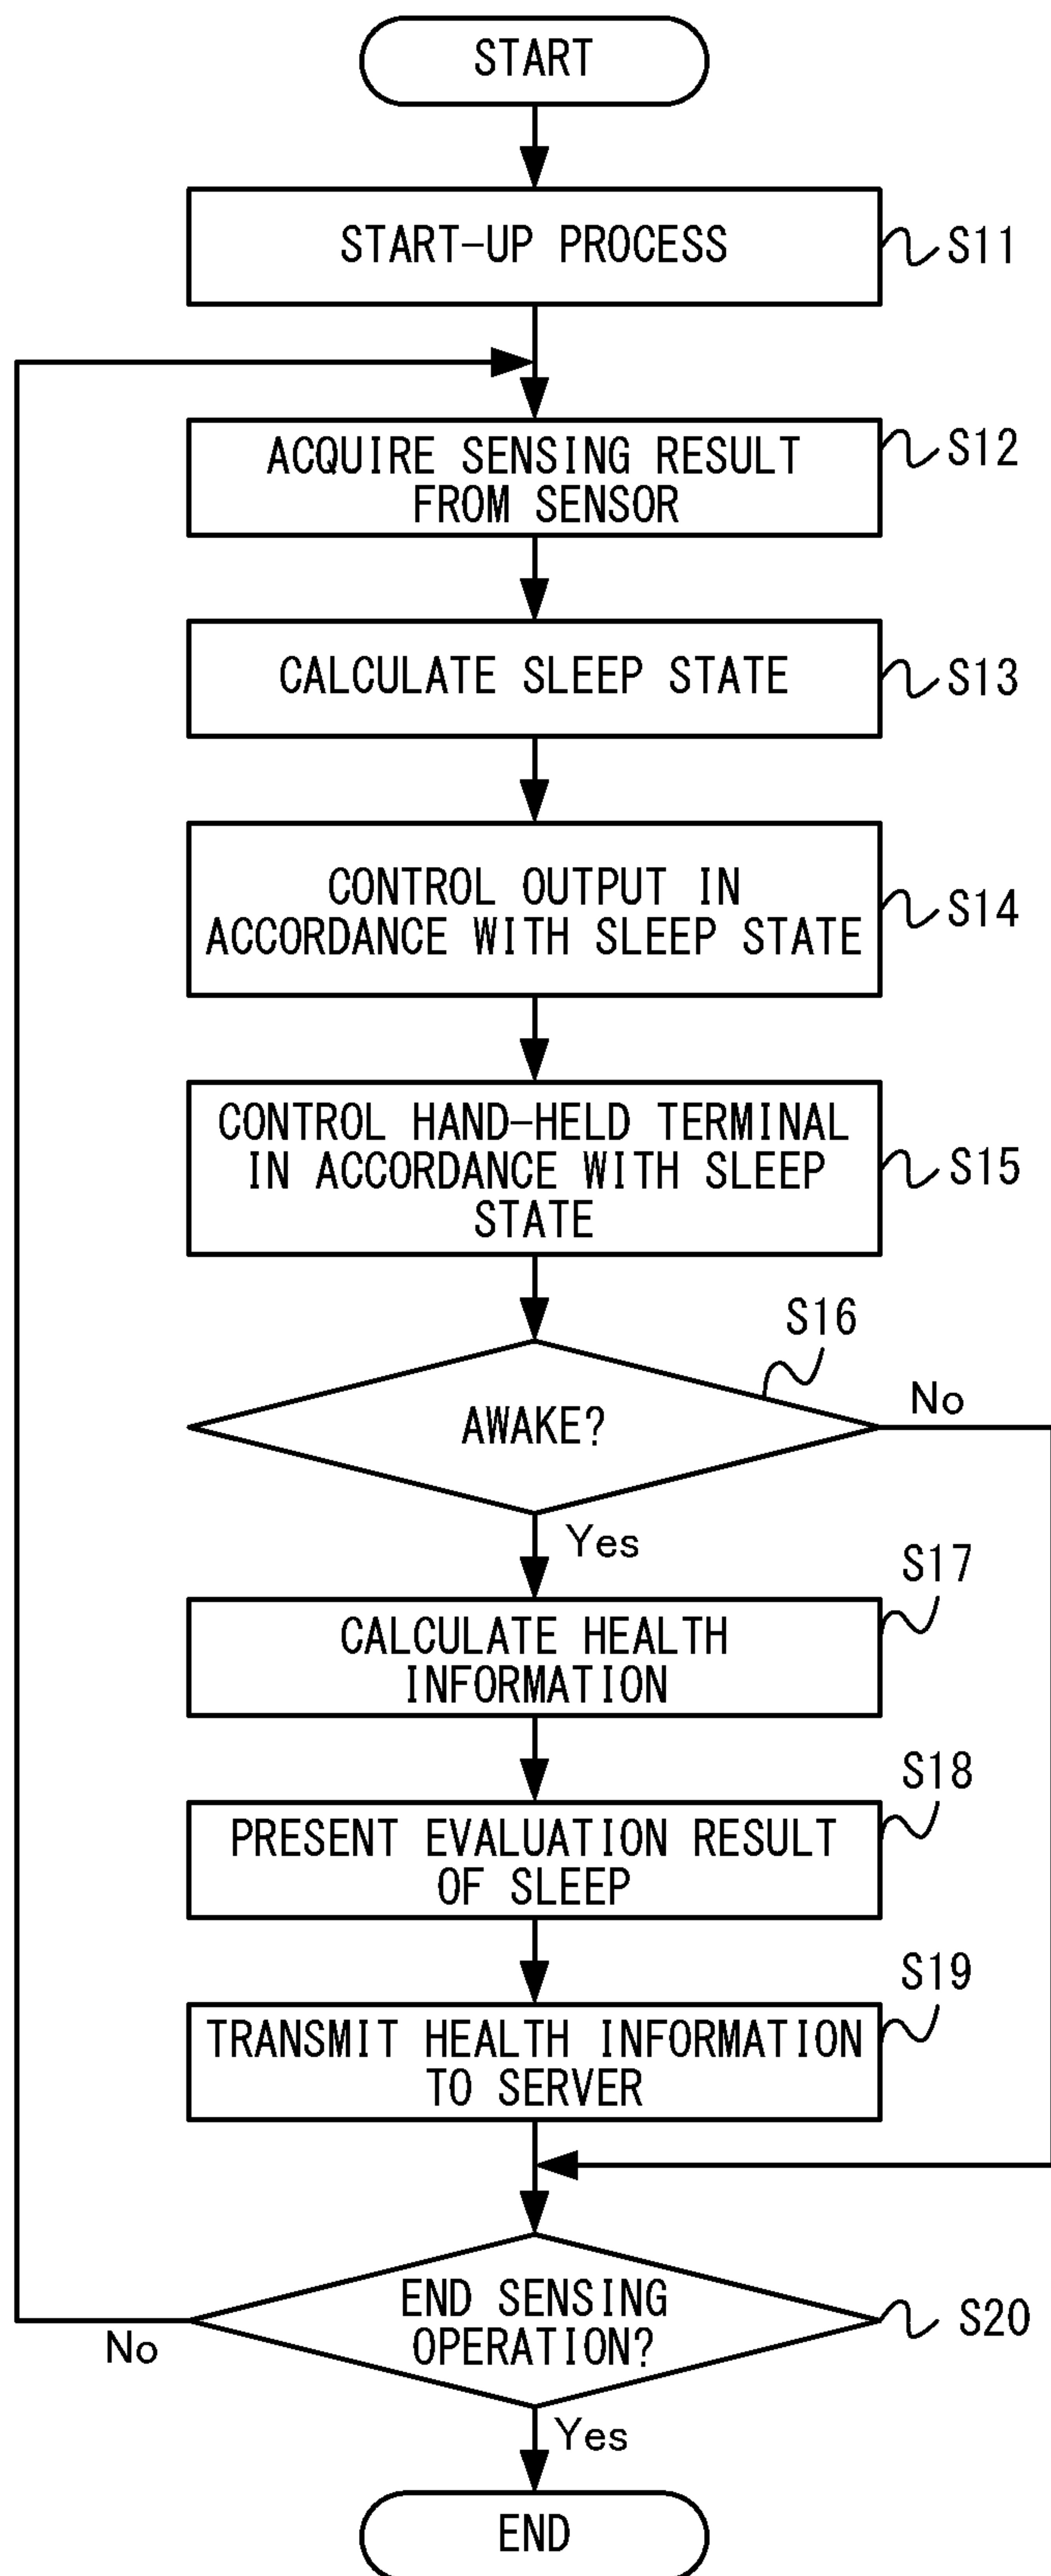 START
START-UP PROCESS
S11
ACQUIRE SENSING RESULT
FROM SENSOR
S12
CALCULATE SLEEP STATE
S13
CONTROL OUTPUT IN
ACCORDANCE WITH SLEEP STATE
S14
CONTROL HAND-HELD TERMINAL
IN ACCORDANCE WITH SLEEP
STATE
S15
S16
AWAKE?
No
Yes
S17
CALCULATE HEALTH
INFORMATION
S18
PRESENT EVALUATION RESULT
OF SLEEP
S19
TRANSMIT HEALTH INFORMATION
TO SERVER
END SENSING
OPERATION?
S20
No
Yes
END